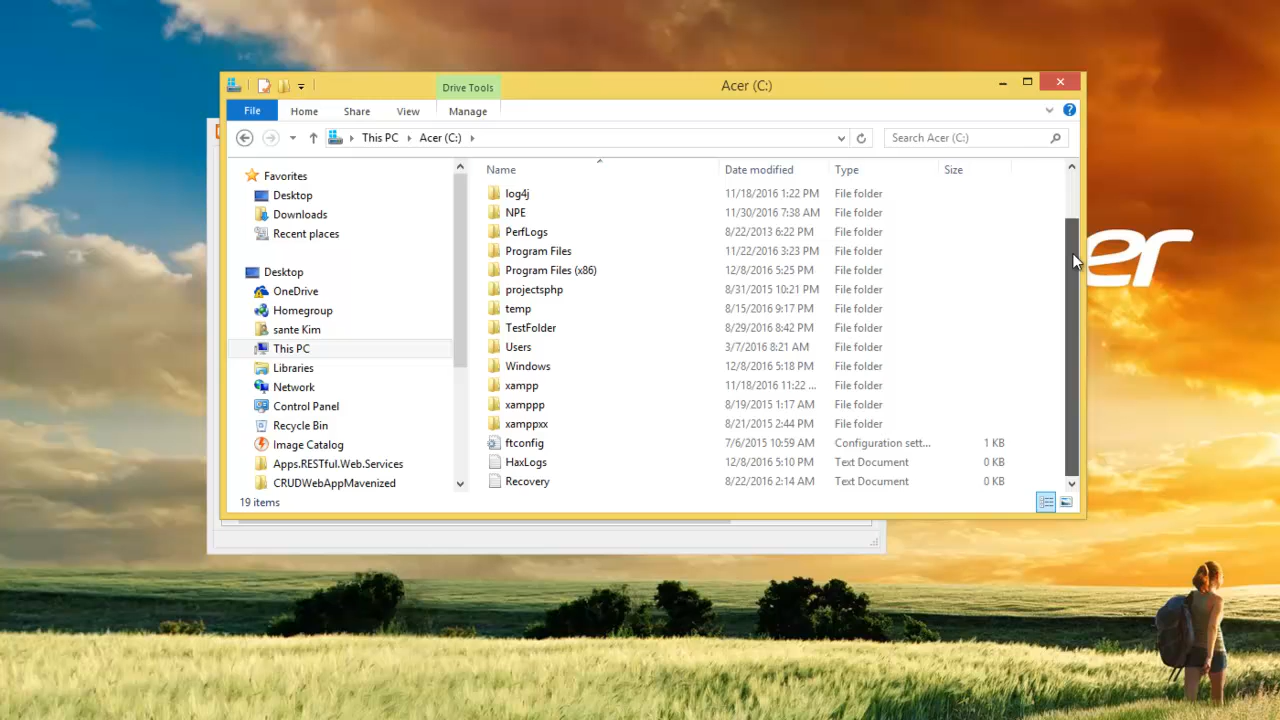 Drive Tools
Acer (C:)
File
Home
Share
View
Manage
This PC
Acer (C:)
Search Acer (C:)
Favorites
Desktop
Downloads
Recent places
Desktop
OneDrive
Homegroup
sante Kim
This PC
Libraries
Network
Control Panel
Recycle Bin
Image Catalog
Apps.RESTful.Web.Services
CRUDWebAppMavenized
Name Date modified Type Size
log4j 11/18/2016 1:22 PM File folder
NPE 11/30/2016 7:38 AM File folder
PerfLogs 8/22/2013 6:22 PM File folder
Program Files 11/22/2016 3:23 PM File folder
Program Files (x86) 12/8/2016 5:25 PM File folder
projectsphp 8/31/2015 10:21 PM File folder
temp 8/15/2016 9:17 PM File folder
TestFolder 8/29/2016 8:42 PM File folder
Users 3/7/2016 8:21 AM File folder
Windows 12/8/2016 5:18 PM File folder
xampp 11/18/2016 11:22 ... File folder
xamppp 8/19/2015 1:17 AM File folder
xamppxx 8/21/2015 2:44 PM File folder
ftconfig 7/6/2015 10:59 AM Configuration sett... 1 KB
HaxLogs 12/8/2016 5:10 PM Text Document 0 KB
Recovery 8/22/2016 2:14 AM Text Document 0 KB
19 items
er